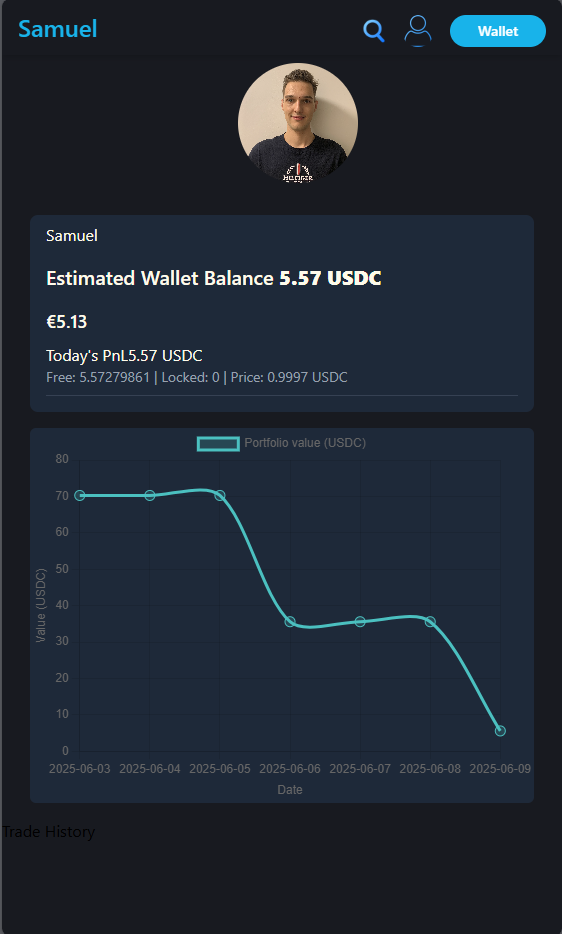 Samuel
Wallet
Samuel
Estimated Wallet Balance 5.57 USDC
€5.13
Today's PnL5.57 USDC
Free: 5.57279861 | Locked: 0 | Price: 0.9997 USDC
Portfolio value (USDC)
80
70
60
50
40
30
20
10
0
Value (USDC)
2025-06-03 2025-06-04 2025-06-05 2025-06-06 2025-06-07 2025-06-08 2025-06-09
Date
Trade History